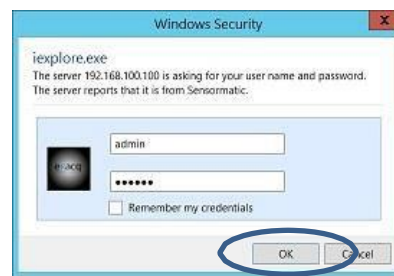 Windows Security
x
iexplore.exe
The server 192.168.100.100 is asking for your user name and password.
The server reports that it is from Sensormatic.
admin
exacq
••••••
Remember my credentials
OK
Cancel